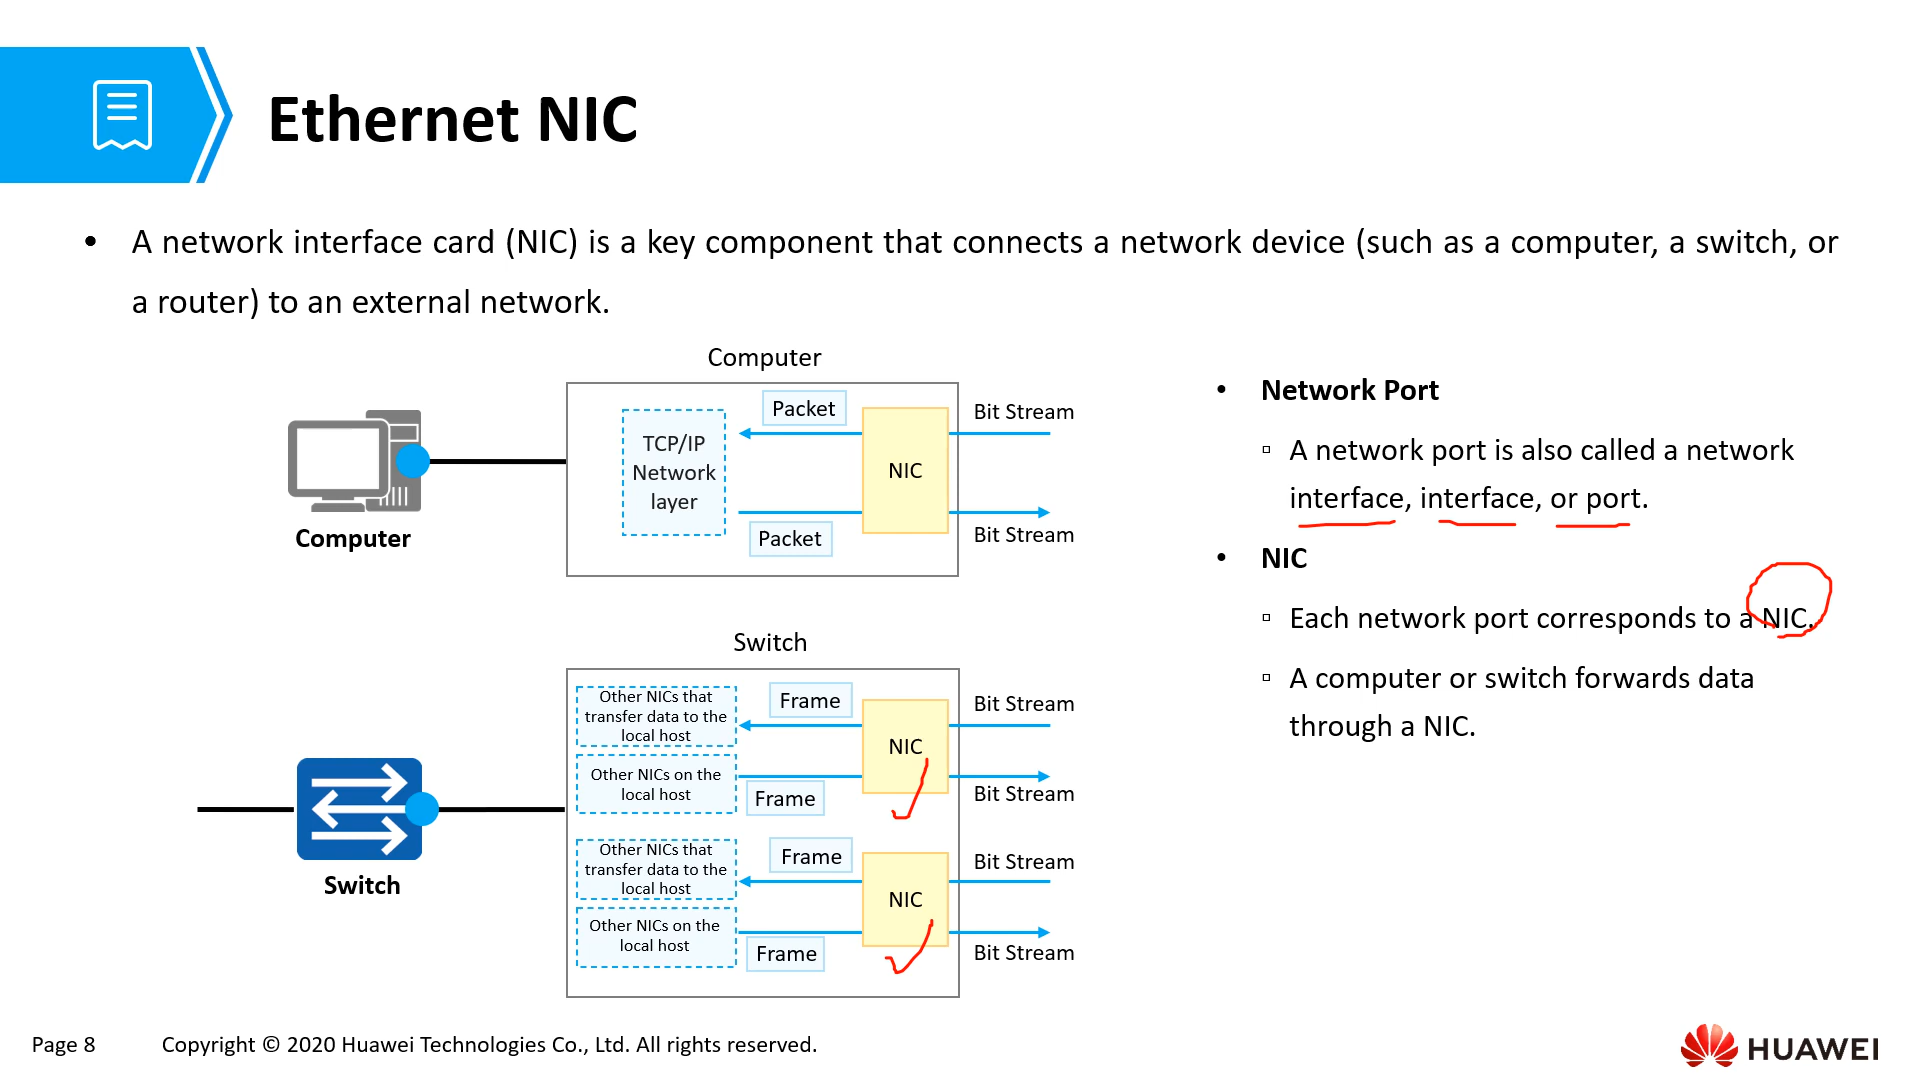 Ethernet NIC
• A network interface card (NIC) is a key component that connects a network device (such as a computer, a switch, or
a router) to an external network.
Computer
Packet
Bit Stream
TCP/IP
Network
layer
NIC
Packet
Bit Stream
Computer
Switch
Other NICs that
transfer data to the
local host
Frame
Bit Stream
NIC
Other NICs on the
local host
Frame
Bit Stream
Other NICs that
transfer data to the
local host
Frame
Bit Stream
NIC
Other NICs on the
local host
Frame
Bit Stream
Switch
• Network Port
▫ A network port is also called a network
interface, interface, or port.
• NIC
▫ Each network port corresponds to a NIC.
▫ A computer or switch forwards data
through a NIC.
Page 8
Copyright © 2020 Huawei Technologies Co., Ltd. All rights reserved.
HUAWEI